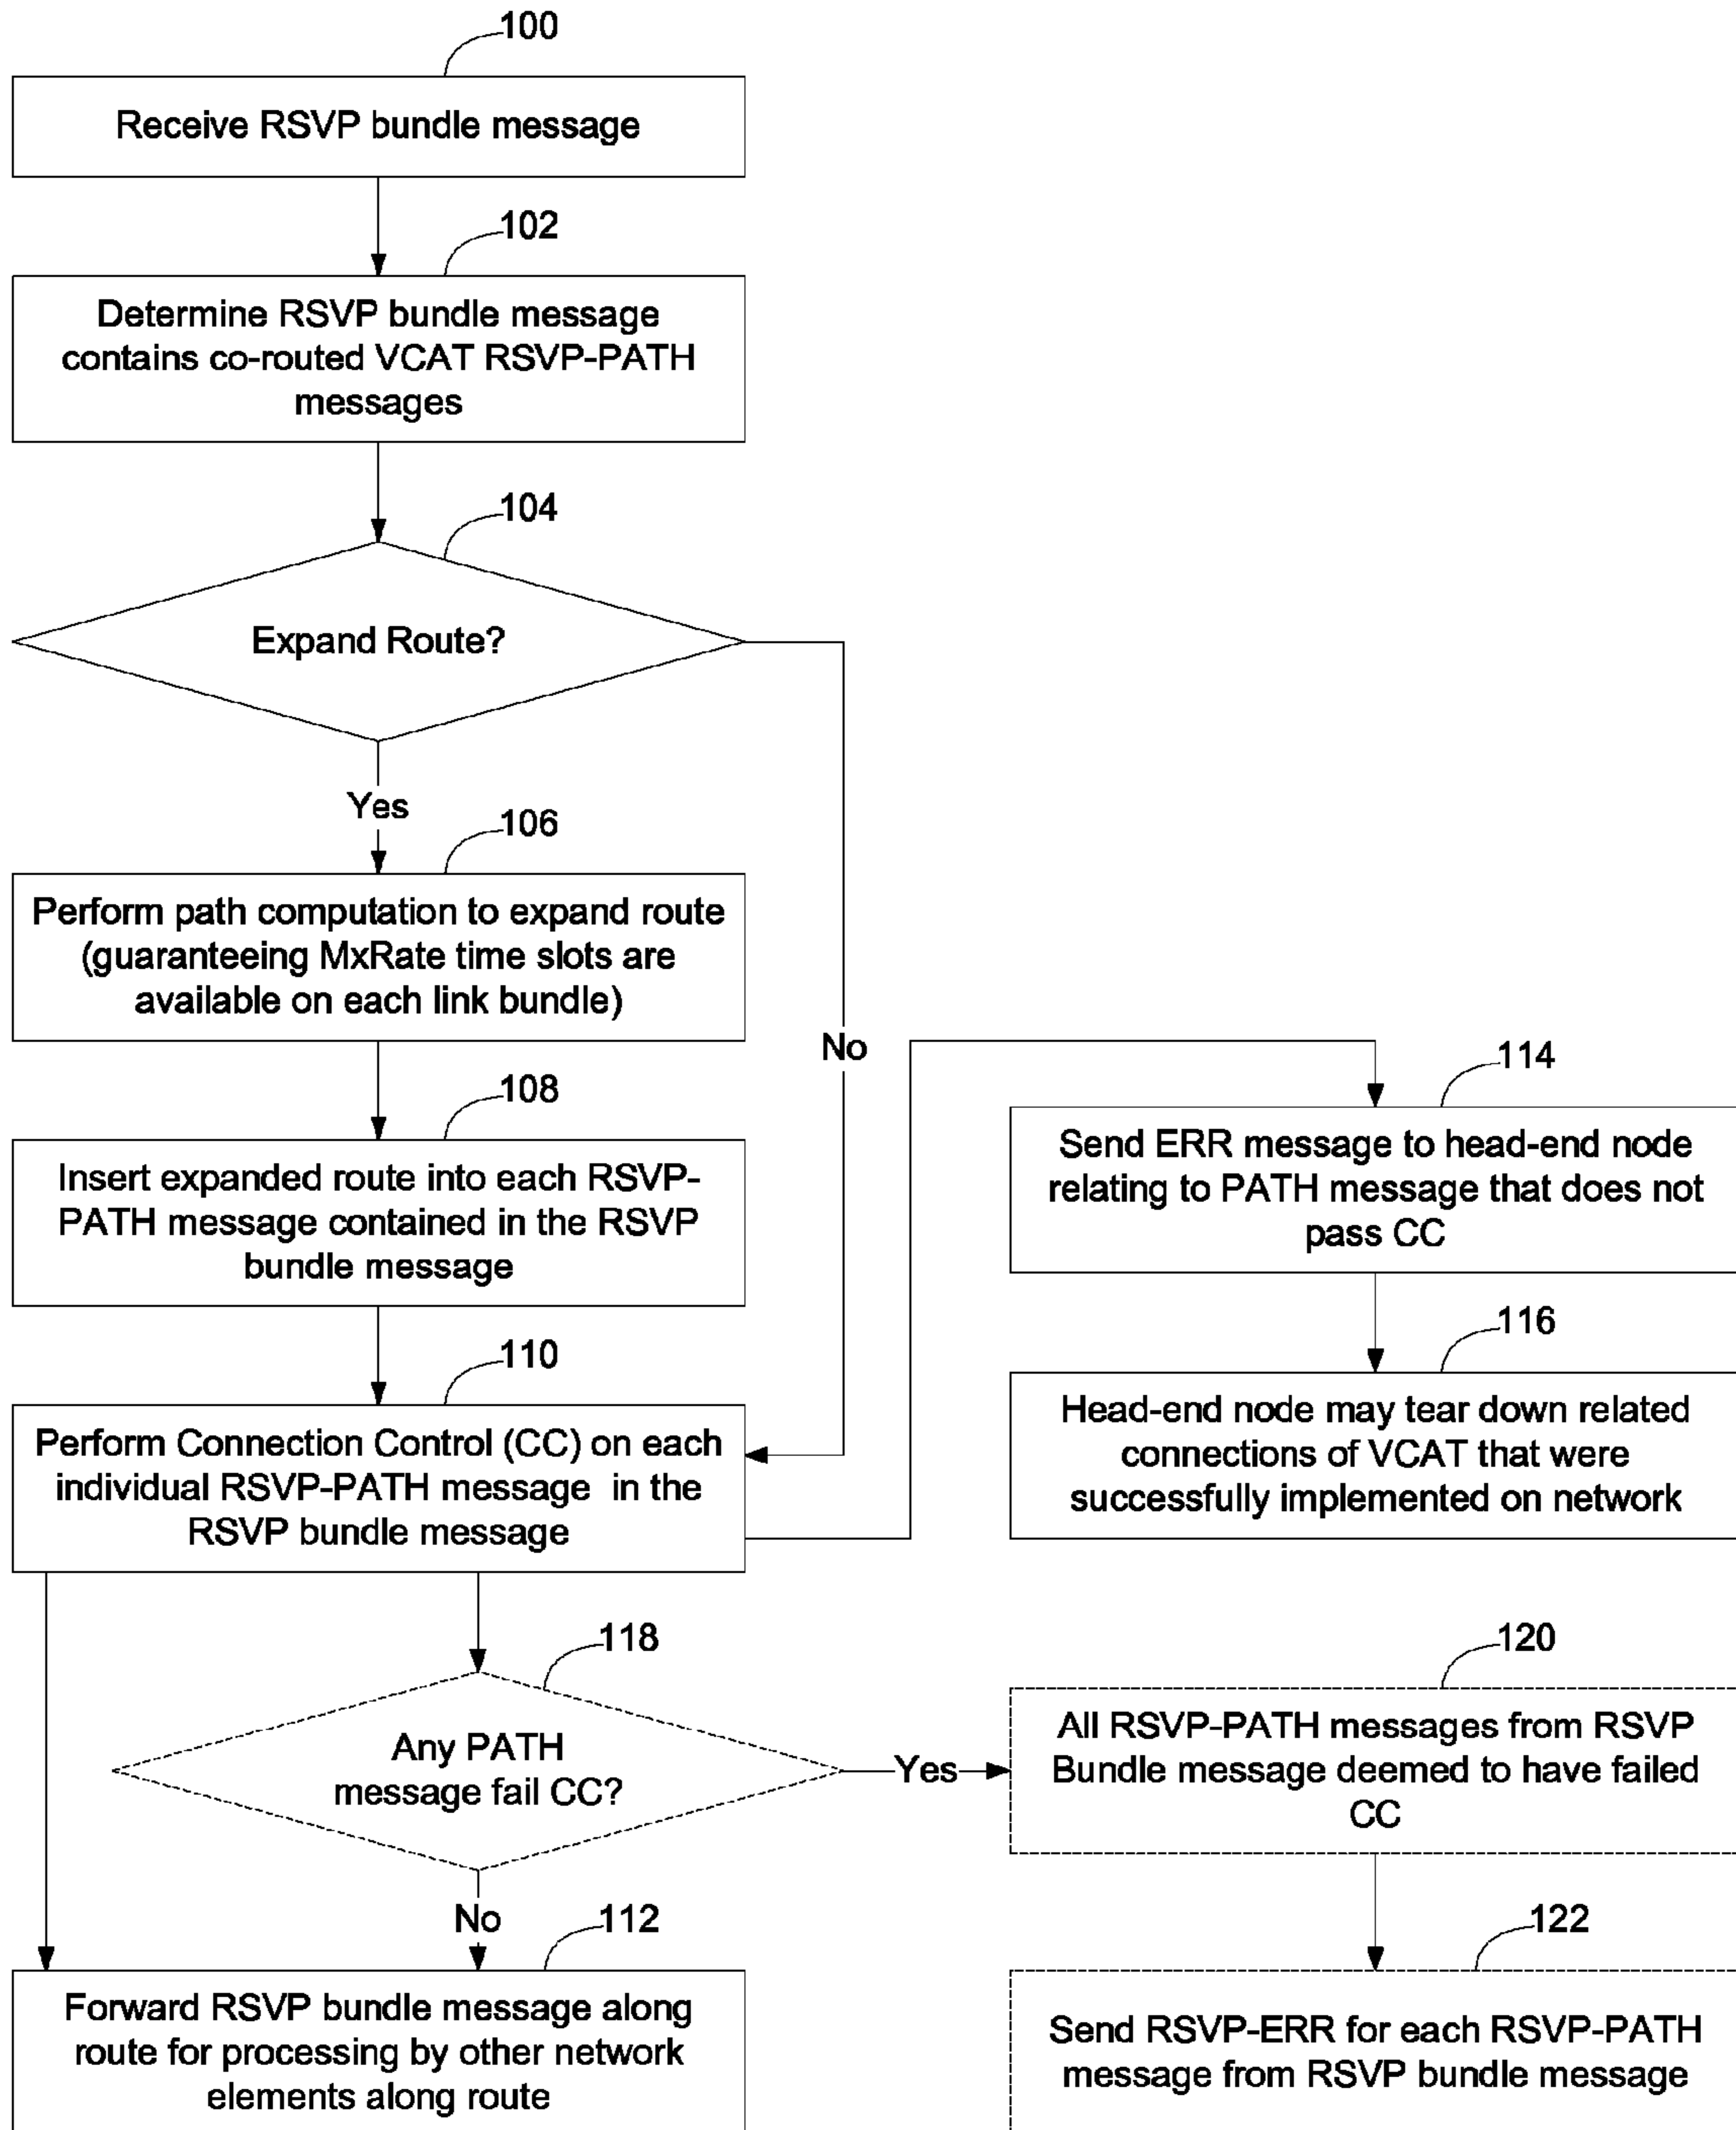 100
Receive RSVP bundle message
102
Determine RSVP bundle message
contains co-routed VCAT RSVP-PATH
messages
104
Expand Route?
Yes
106
Perform path computation to expand route
(guaranteeing MxRate time slots are
available on each link bundle)
No
108
Insert expanded route into each RSVP-
PATH message contained in the RSVP
bundle message
110
Perform Connection Control (CC) on each
individual RSVP-PATH message in the
RSVP bundle message
114
Send ERR message to head-end node
relating to PATH message that does not
pass CC
116
Head-end node may tear down related
connections of VCAT that were
successfully implemented on network
118
Any PATH
message fail CC?
Yes
120
All RSVP-PATH messages from RSVP
Bundle message deemed to have failed
CC
No
112
Forward RSVP bundle message along
route for processing by other network
elements along route
122
Send RSVP-ERR for each RSVP-PATH
message from RSVP bundle message